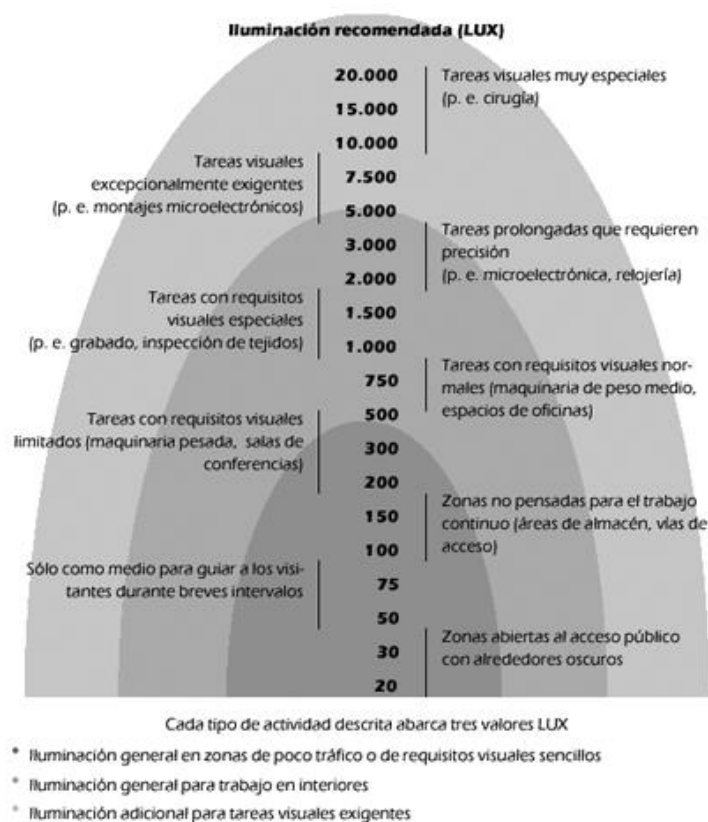 Iluminación recomendada (LUX)
20.000
Tareas visuales muy especiales
(p. e. cirugía)
15.000
10.000
Tareas visuales
excepcionalmente exigentes
(p. e. montajes microelectrónicos)
7.500
5.000
Tareas prolongadas que requieren
precisión
(p. e. microelectrónica, relojería)
3.000
2.000
Tareas con requisitos
visuales especiales
(p. e. grabado, inspección de tejidos)
1.500
1.000
Tareas con requisitos visuales nor-
males (maquinaria de peso medio,
espacios de oficinas)
750
500
Tareas con requisitos visuales
limitados (maquinaria pesada, salas de
conferencias)
300
200
Zonas no pensadas para el trabajo
continuo (áreas de almacén, vías de
acceso)
150
100
Sólo como medio para guiar a los visi-
tantes durante breves intervalos
75
50
Zonas abiertas al acceso público
con alrededores oscuros
30
20
Cada tipo de actividad descrita abarca tres valores LUX
* Iluminación general en zonas de poco tráfico o de requisitos visuales sencillos
* Iluminación general para trabajo en interiores
* Iluminación adicional para tareas visuales exigentes